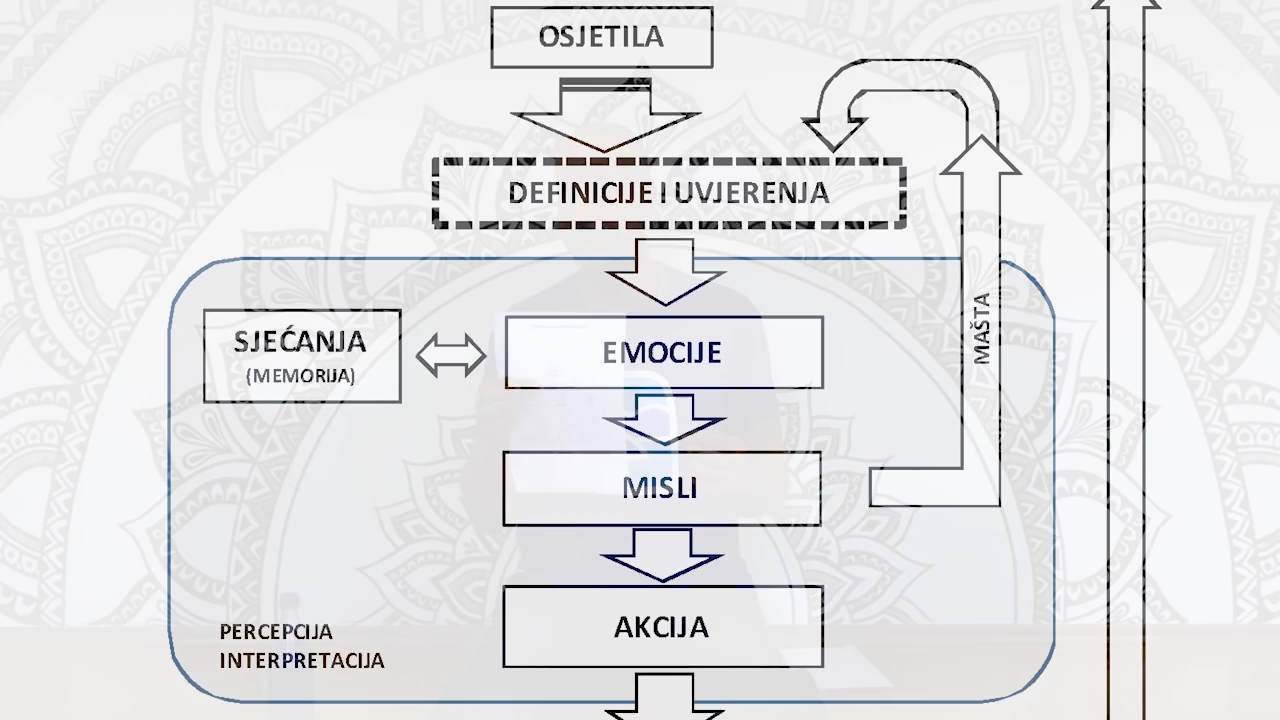 OSJETILA
DEFINICIJE I UVJERENJA
SJEĆANJA
(MEMORIJA)
EMOCIJE
MAŠTA
MISLI
AKCIJA
PERCEPCIJA
INTERPRETACIJA